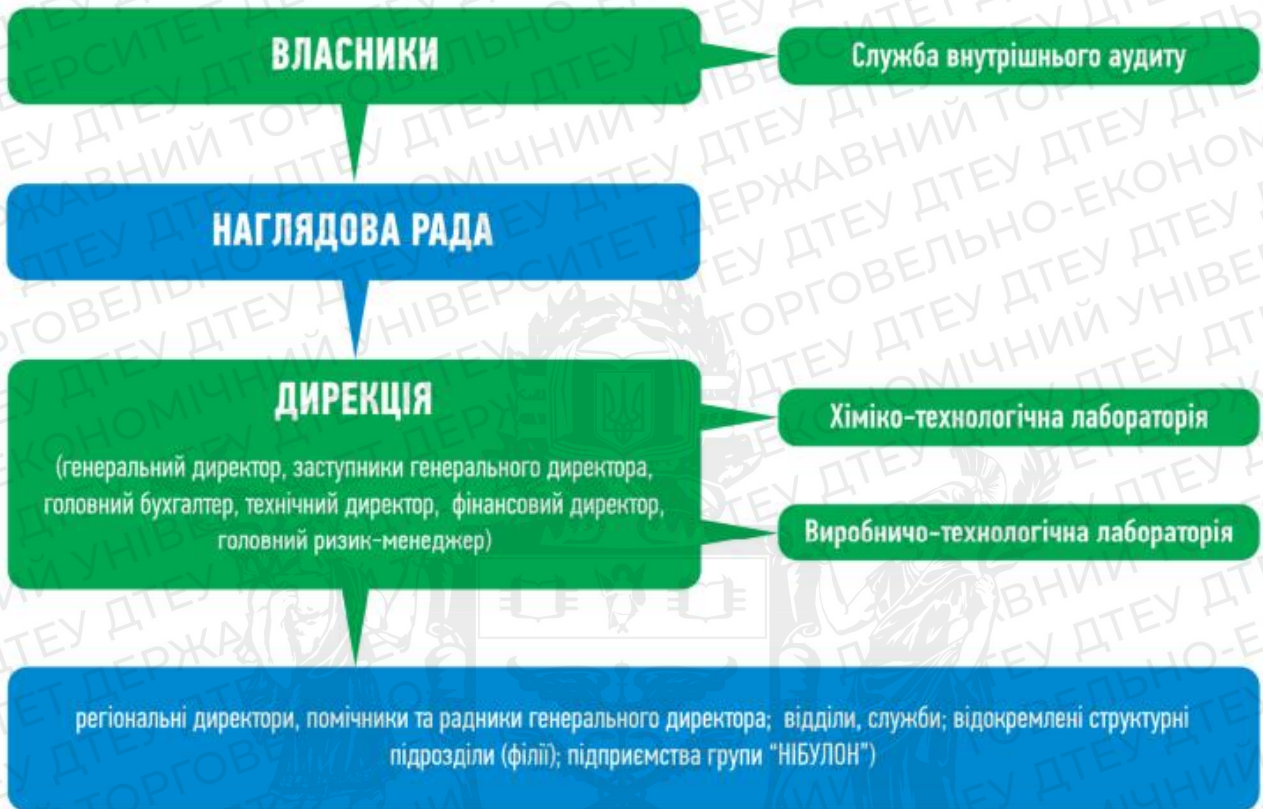 ВЛАСНИКИ
Служба внутрішнього аудиту
НАГЛЯДОВА РАДА
ДИРЕКЦІЯ
(генеральний директор, заступники генерального директора,
головний бухгалтер, технічний директор, фінансовий директор,
головний ризик-менеджер)
Хіміко-технологічна лабораторія
Виробничо-технологічна лабораторія
регіональні директори, помічники та радники генерального директора; відділи, служби; відокремлені структурні
підрозділи (філії); підприємства групи “НІБУЛОН”)